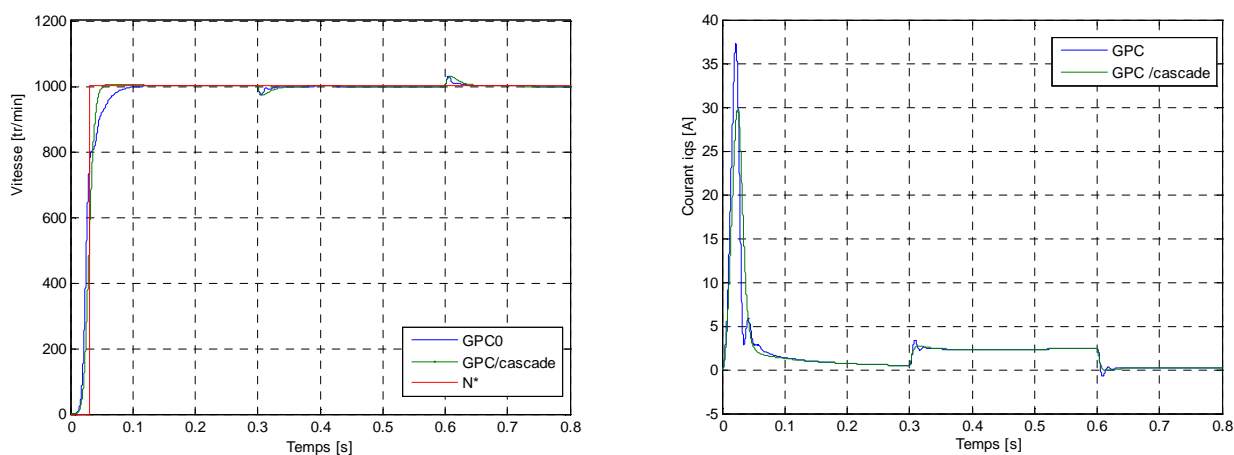 1200
1000
800
600
400
200
0
Vitesse [tr/min]
0 0.1 0.2 0.3 0.4 0.5 0.6 0.7 0.8
Temps [s]
GPC0
GPC/cascade
N*
40
35
30
25
20
15
10
5
0
-5
Courant iqs [A]
0 0.1 0.2 0.3 0.4 0.5 0.6 0.7 0.8
Temps [s]
GPC
GPC /cascade